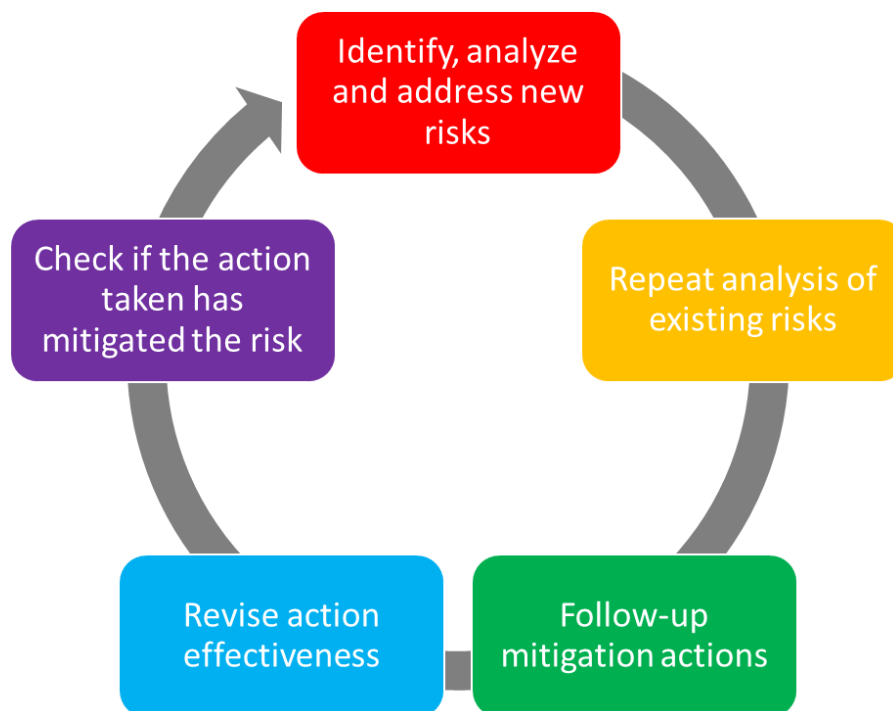 Identify, analyze
and address new
risks
Repeat analysis of
existing risks
Follow-up
mitigation actions
Revise action
effectiveness
Check if the action
taken has
mitigated the risk